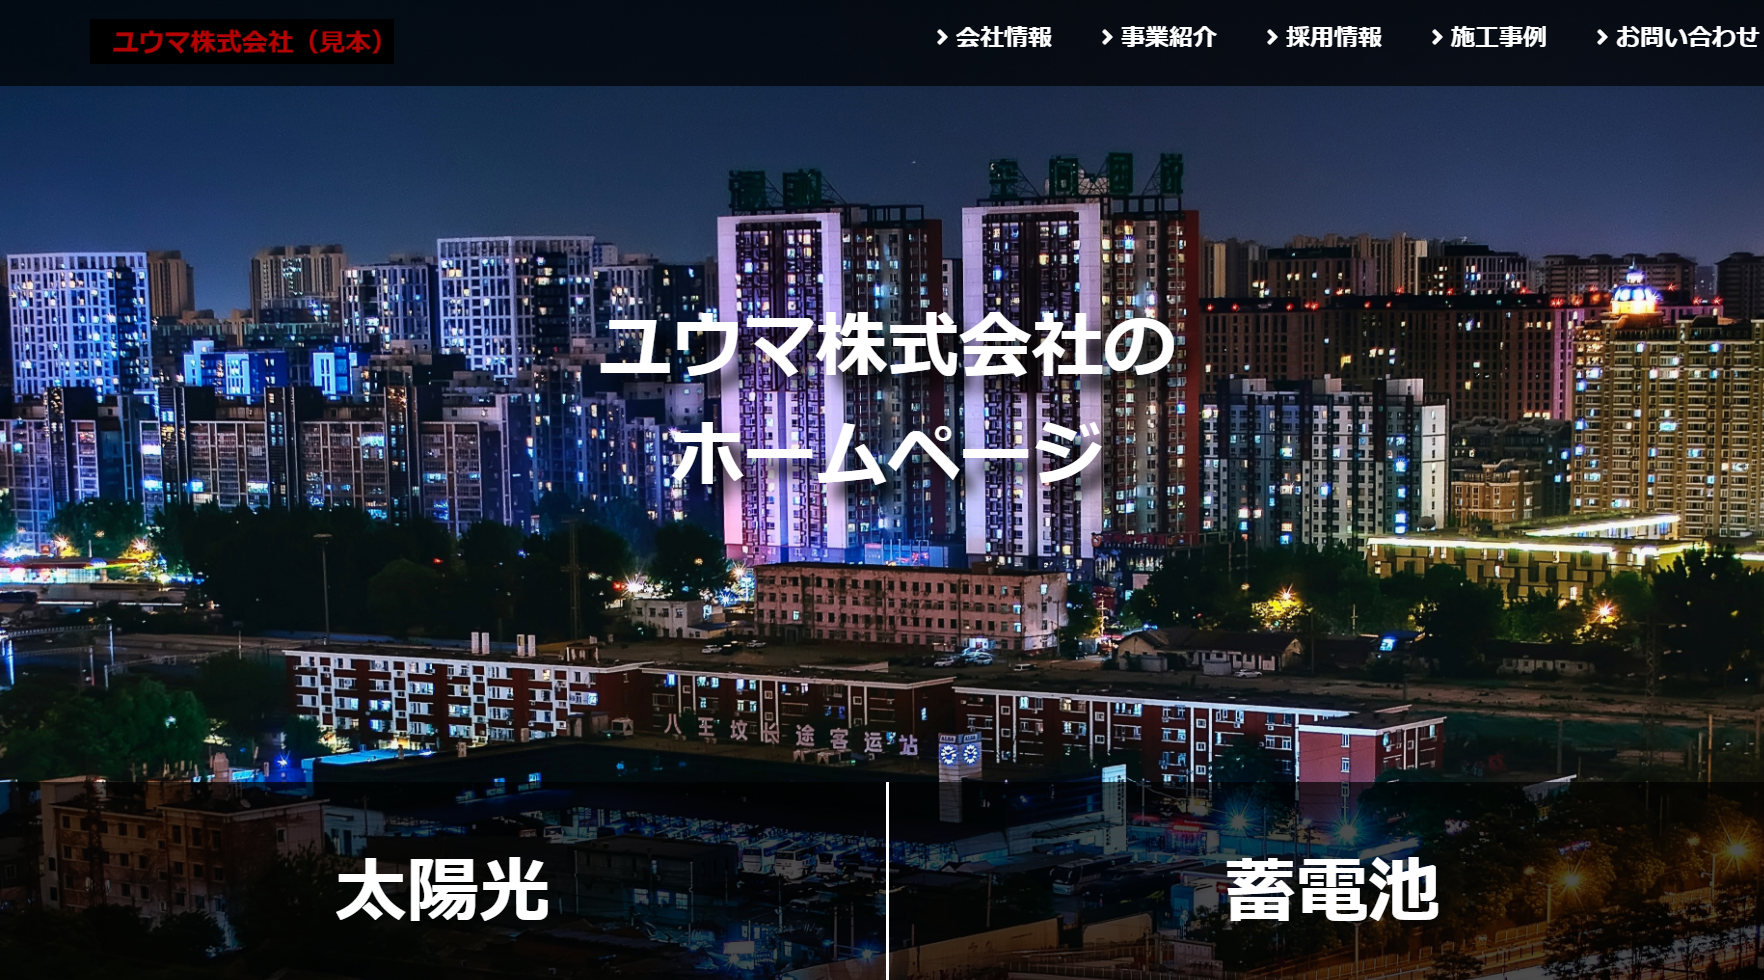 ユウマ株式会社（見本）
会社情報
事業紹介
採用情報
施工事例
お問い合わせ
ユウマ株式会社の
ホームページ
八王坟长途客运站
太陽光
蓄電池